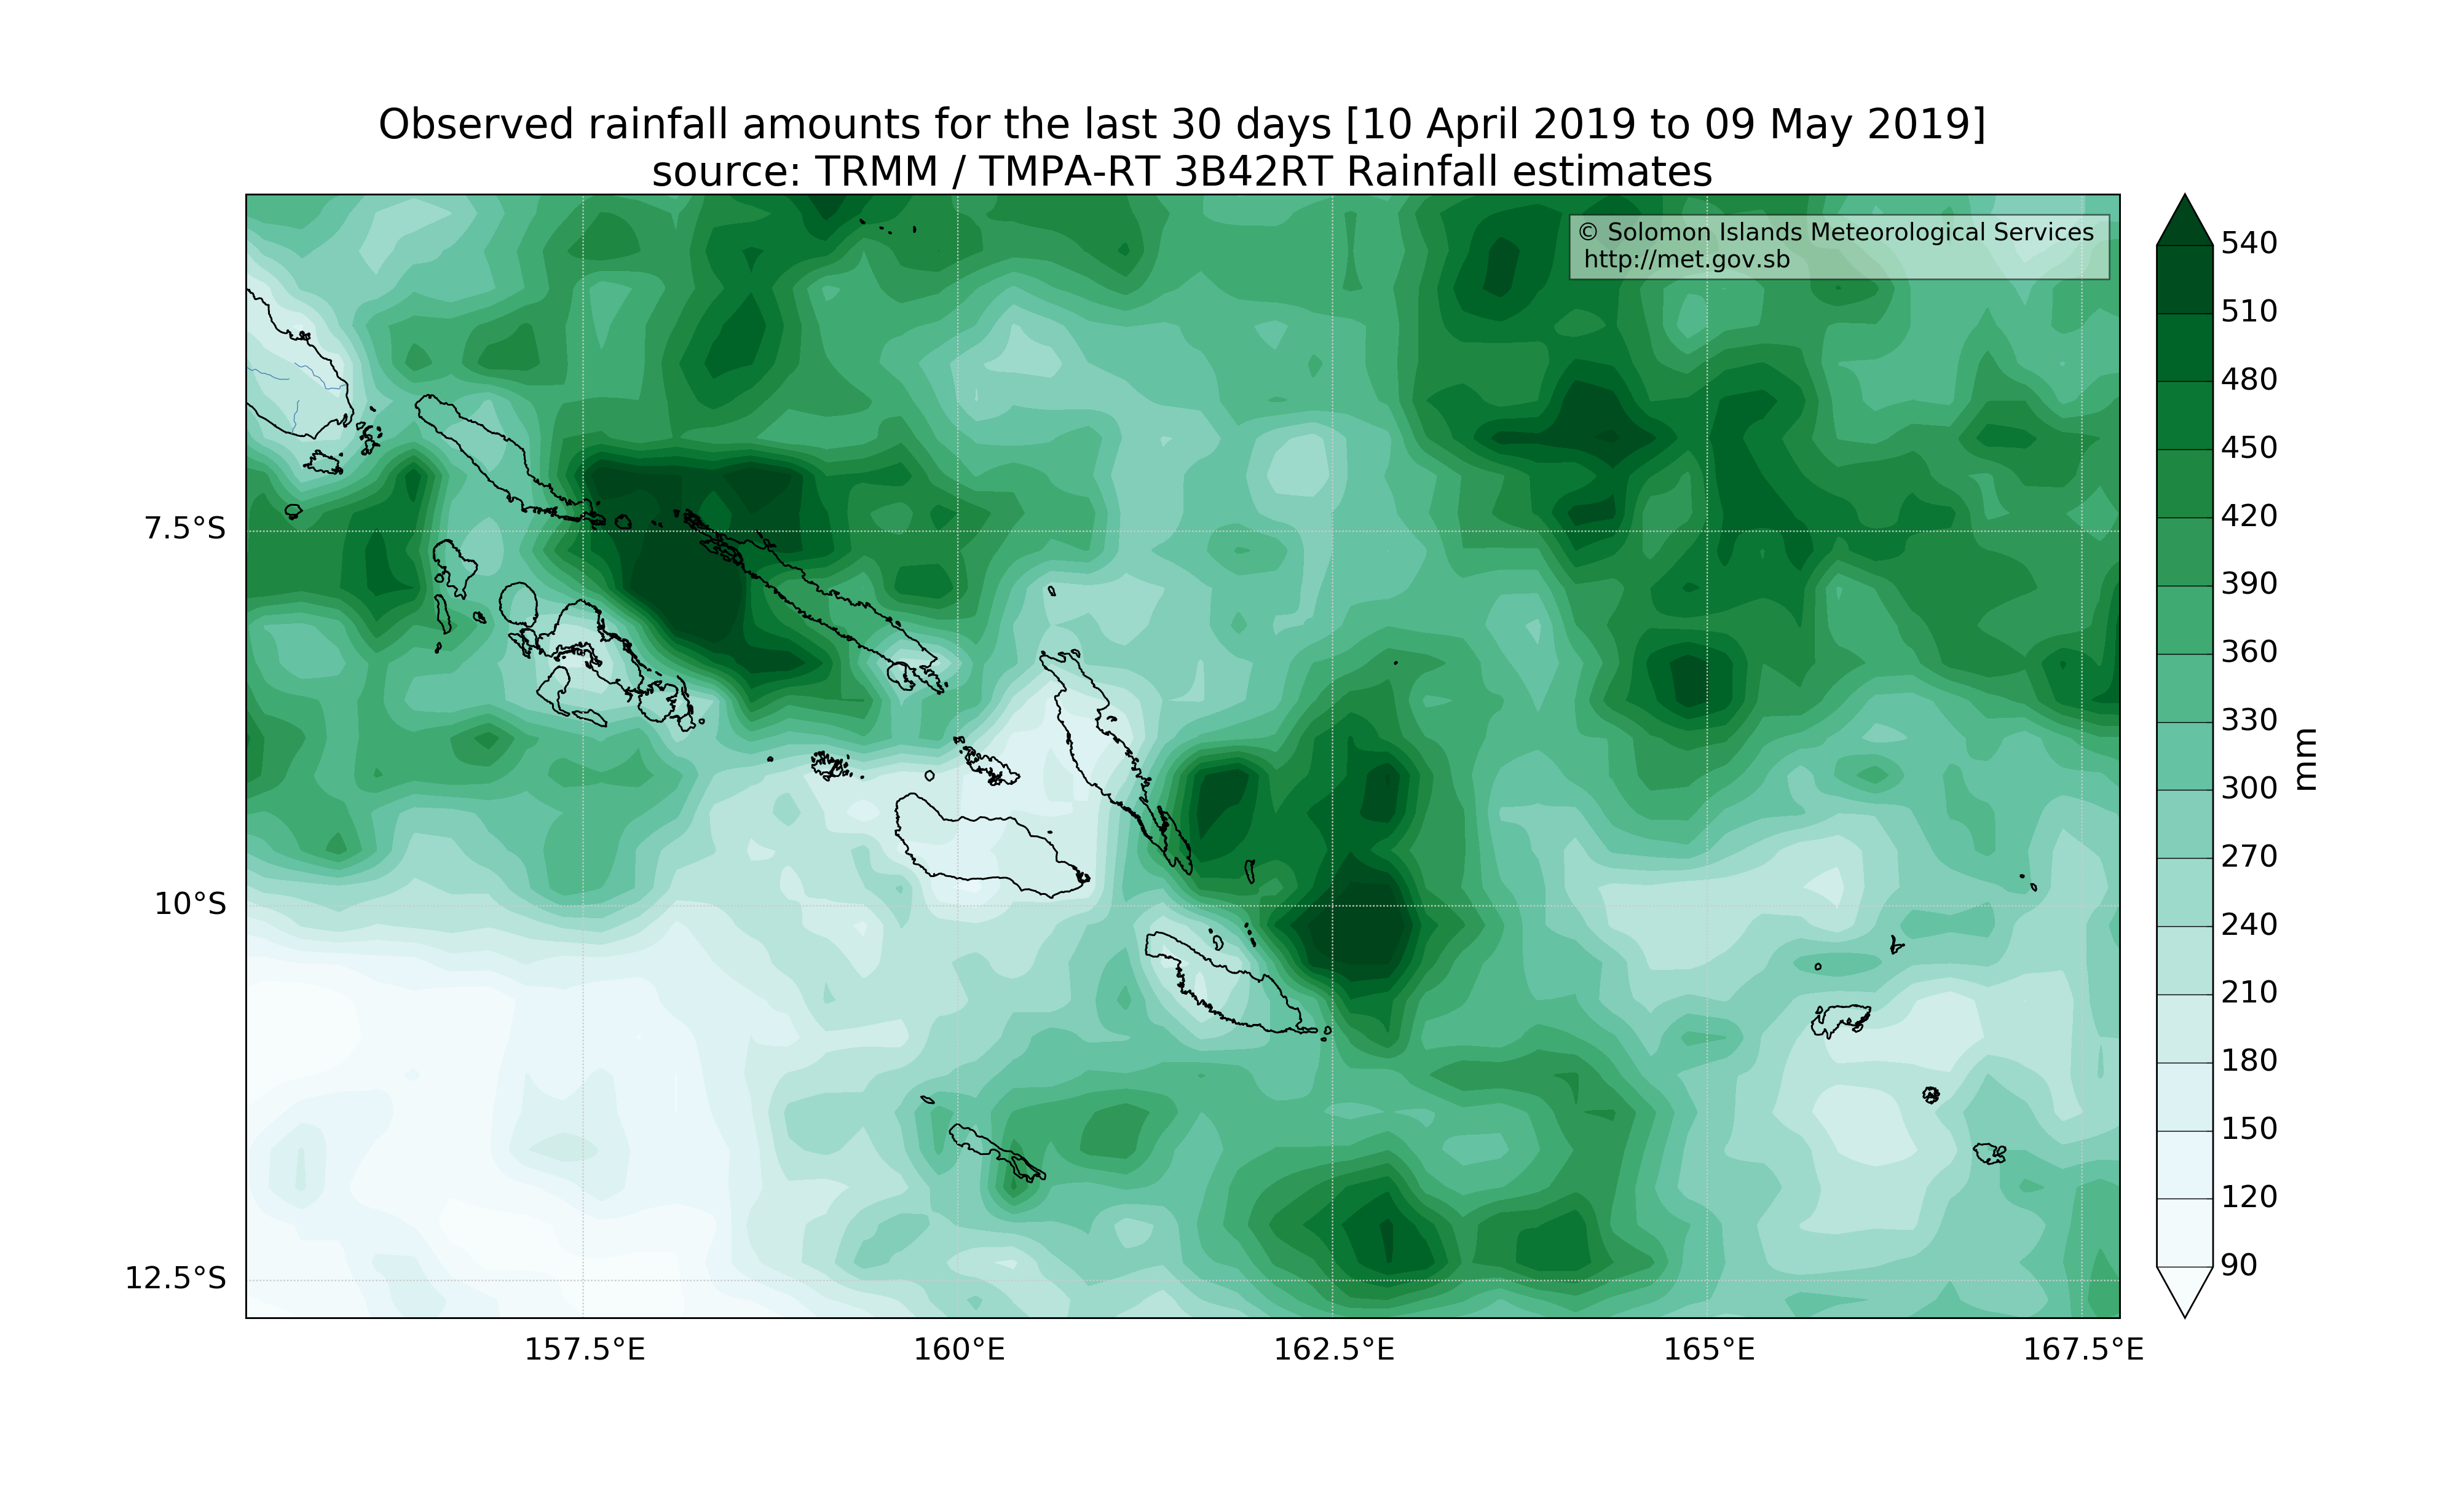 Observed rainfall amounts for the last 30 days [10 April 2019 to 09 May 2019]
source: TRMM / TMPA-RT 3B42RT Rainfall estimates
© Solomon Islands Meteorological Services
http://met.gov.sb
7.5°S
10°S
12.5°S
157.5°E
160°E
162.5°E
165°E
167.5°E
540
510
480
450
420
390
360
330
300
270
240
210
180
150
120
90
mm